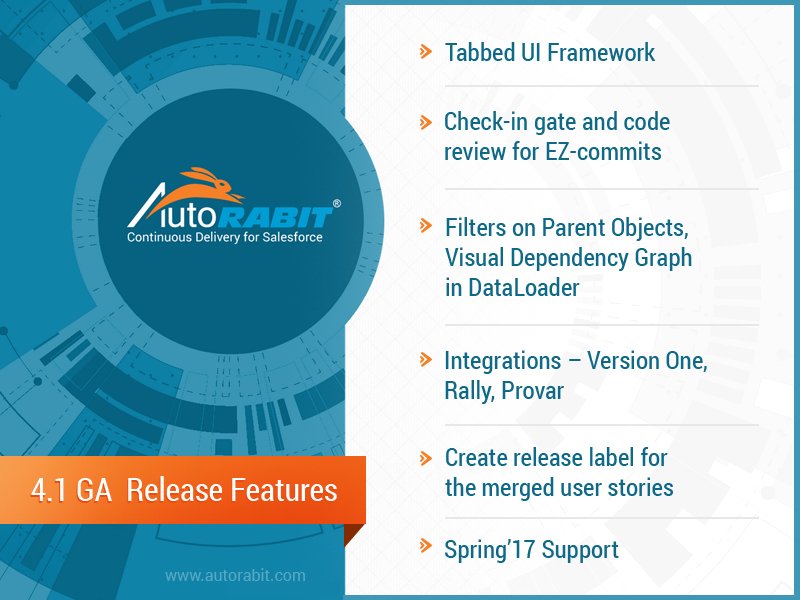 AutoRABIT®
Continuous Delivery for Salesforce
4.1 GA Release Features
www.autorabit.com
Tabbed UI Framework
Check-in gate and code
review for EZ-commits
Filters on Parent Objects,
Visual Dependency Graph
in DataLoader
Integrations – Version One,
Rally, Provar
Create release label for
the merged user stories
Spring’17 Support